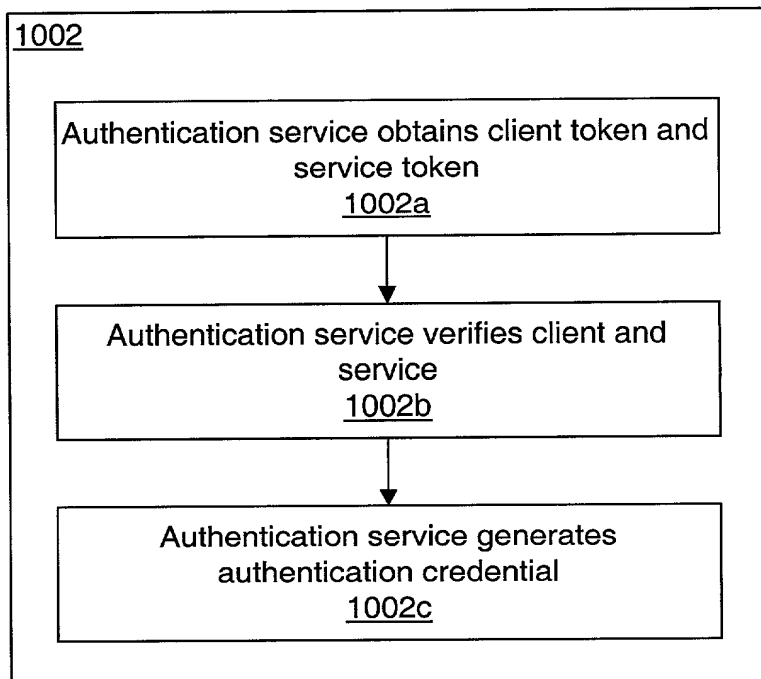 1002
Authentication service obtains client token and
service token
1002a
Authentication service verifies client and
service
1002b
Authentication service generates
authentication credential
1002c